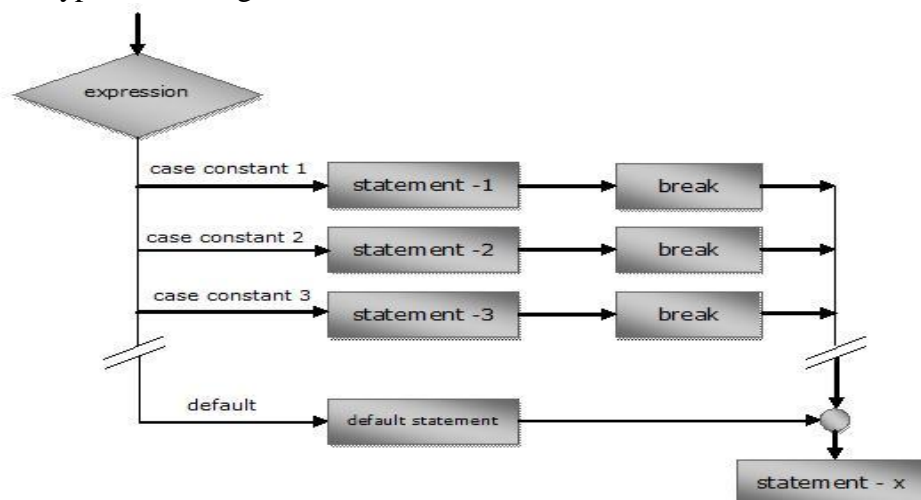 expression
case constant 1
statement -1
break
case constant 2
statement -2
break
case constant 3
statement -3
break
default
default statement
statement - x